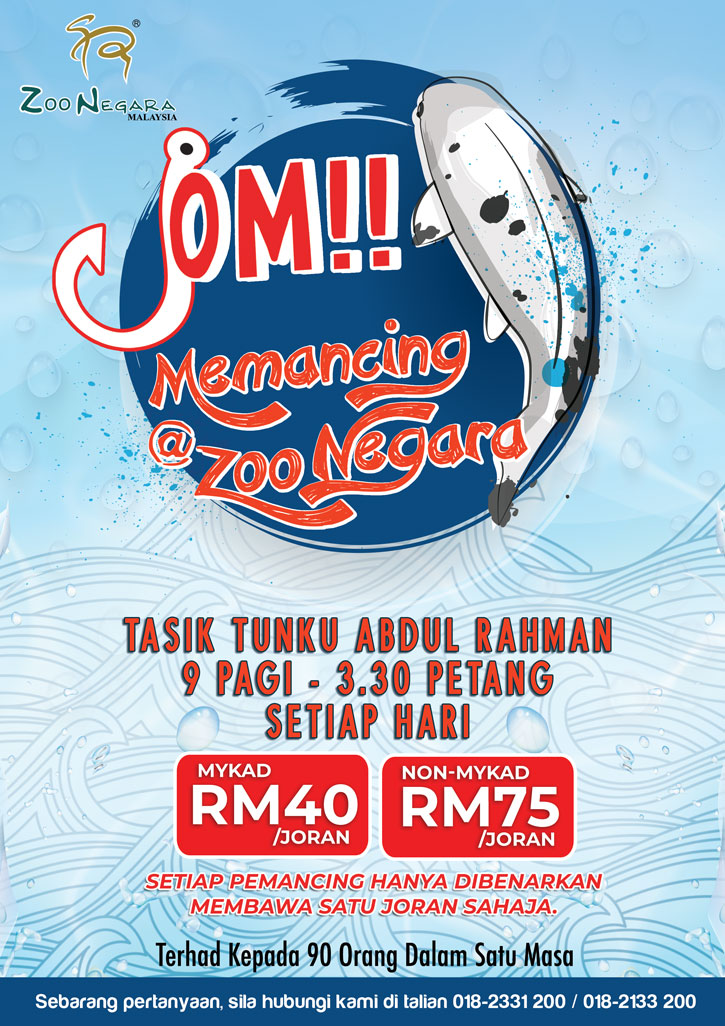 Zoo Negara
MALAYSIA
JOM!!
Memancing
@ Zoo Negara
TASIK TUNKU ABDUL RAHMAN
9 PAGI - 3.30 PETANG
SETIAP HARI
MYKAD
RM40
/JORAN
NON-MYKAD
RM75
/JORAN
SETIAP PEMANCING HANYA DIBENARKAN
MEMBAWA SATU JORAN SAHAJA.
Terhad Kepada 90 Orang Dalam Satu Masa
Sebarang pertanyaan, sila hubungi kami di talian 018-2331 200 / 018-2133 200